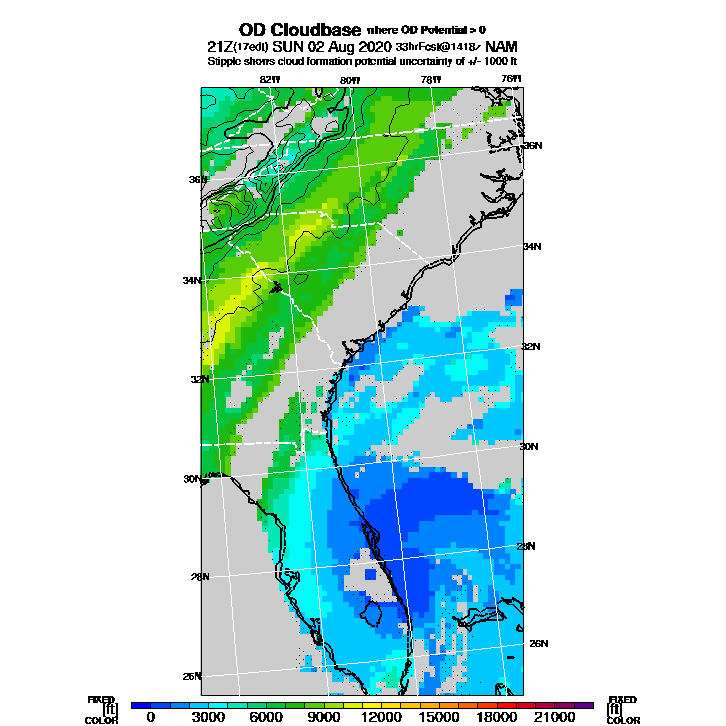 OD Cloudbase where OD Potential > 0
21Z(17edt) SUN 02 Aug 2020 33hrFcst@1418z NAM
Stipple shows cloud formation potential uncertainty of +/- 1000 ft
82W 80W 78W 76W
36N 36N
34N 34N
32N 32N
30N 30N
28N 28N
26N 26N
FIXED FIXED
[ft] [ft]
COLOR COLOR
0 3000 6000 9000 12000 15000 18000 21000